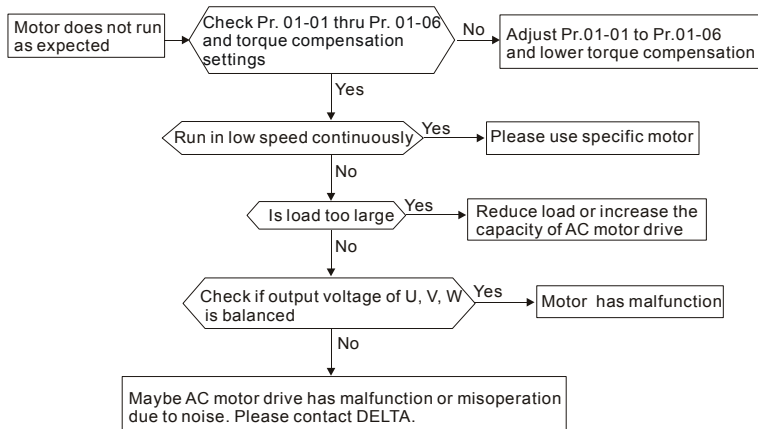 Motor does not run
as expected
Check Pr. 01-01 thru Pr. 01-06
and torque compensation
settings
No
Adjust Pr.01-01 to Pr.01-06
and lower torque compensation
Yes
Run in low speed continuously
Yes
Please use specific motor
No
Is load too large
Yes
Reduce load or increase the
capacity of AC motor drive
No
Check if output voltage of U, V, W
is balanced
Yes
Motor has malfunction
No
Maybe AC motor drive has malfunction or misoperation
due to noise. Please contact DELTA.